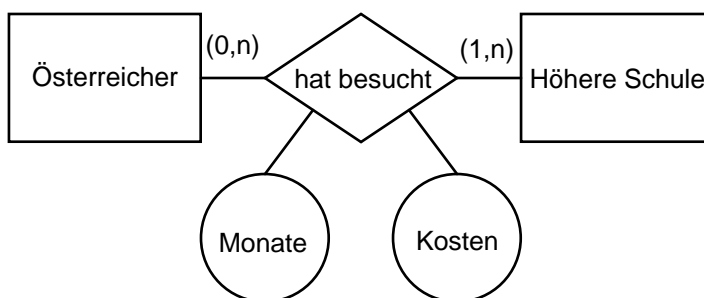 (0,n)
(1,n)
Österreicher
hat besucht
Höhere Schule
Monate
Kosten